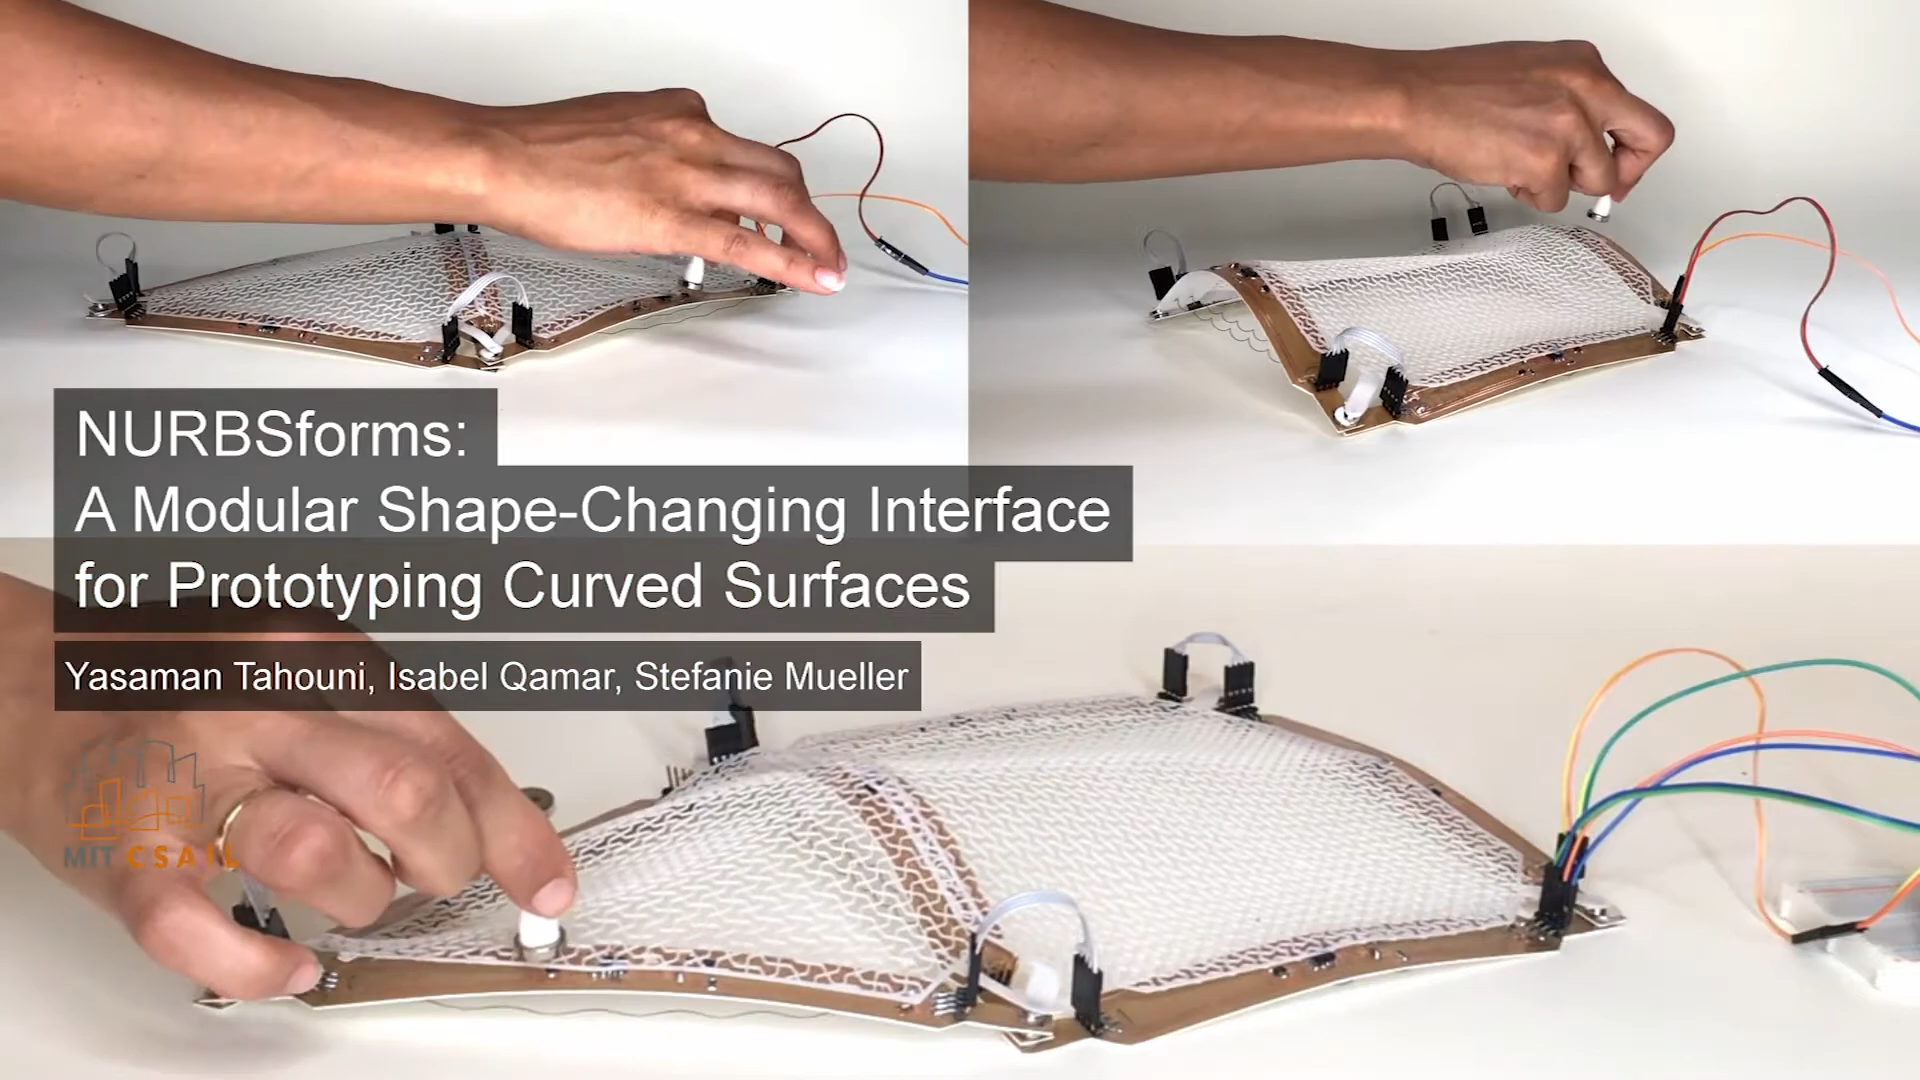 NURBSforms:
A Modular Shape-Changing Interface
for Prototyping Curved Surfaces
Yasaman Tahouni, Isabel Qamar, Stefanie Mueller
MIT CSAIL